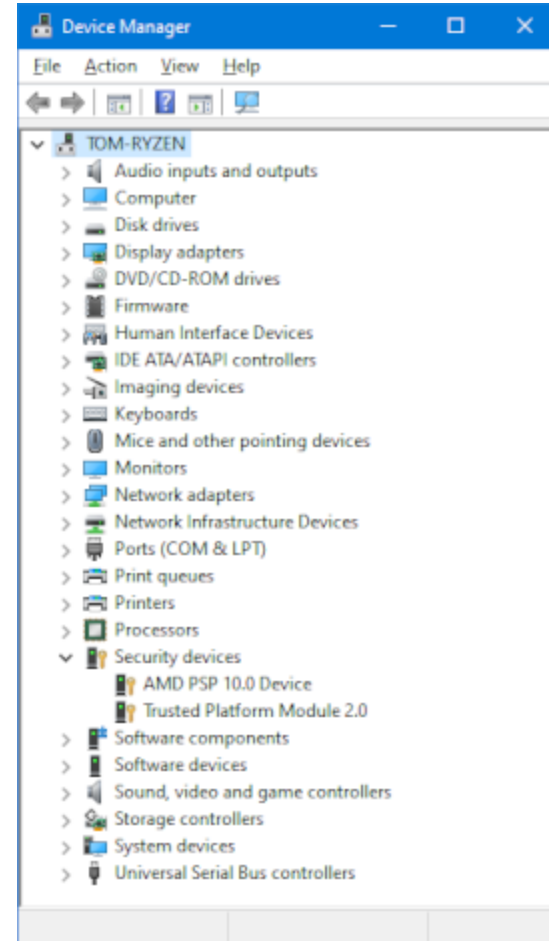 Device Manager
File Action View Help
TOM-RYZEN
Audio inputs and outputs
Computer
Disk drives
Display adapters
DVD/CD-ROM drives
Firmware
Human Interface Devices
IDE ATA/ATAPI controllers
Imaging devices
Keyboards
Mice and other pointing devices
Monitors
Network adapters
Network Infrastructure Devices
Ports (COM & LPT)
Print queues
Printers
Processors
Security devices
AMD PSP 10.0 Device
Trusted Platform Module 2.0
Software components
Software devices
Sound, video and game controllers
Storage controllers
System devices
Universal Serial Bus controllers